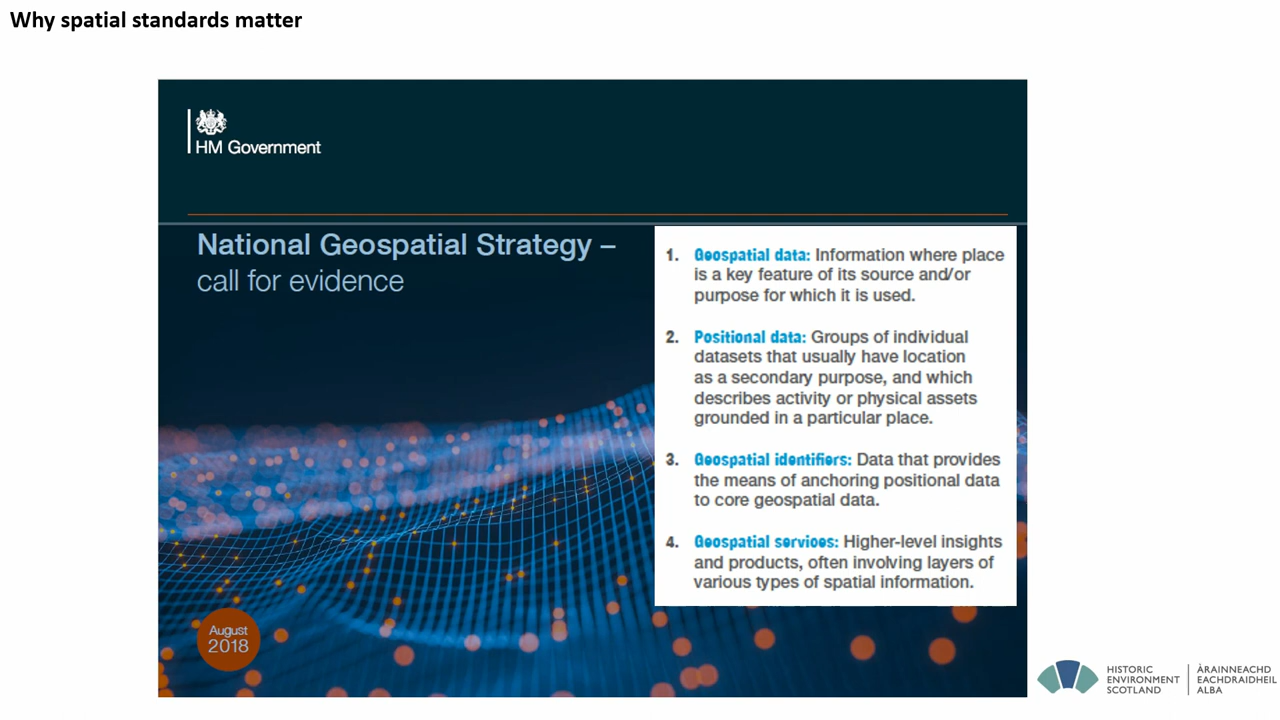 Why spatial standards matter
HM Government
National Geospatial Strategy –
call for evidence
1. Geospatial data: Information where place
is a key feature of its source and/or
purpose for which it is used.
2. Positional data: Groups of individual
datasets that usually have location
as a secondary purpose, and which
describes activity or physical assets
grounded in a particular place.
3. Geospatial identifiers: Data that provides
the means of anchoring positional data
to core geospatial data.
4. Geospatial services: Higher-level insights
and products, often involving layers of
various types of spatial information.
August
2018
HISTORIC
ENVIRONMENT
SCOTLAND
ÀRAINNEACHD
EACHDRAIDHEIL
ALBA